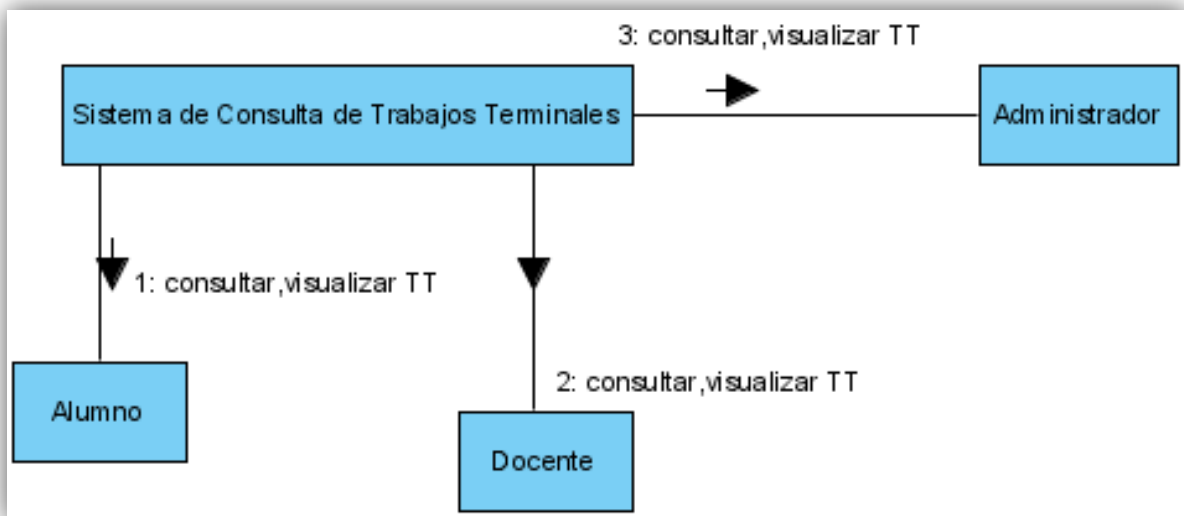 3: consultar,visualizar TT
Sistema de Consulta de Trabajos Terminales
Administrador
1: consultar,visualizar TT
2: consultar,visualizar TT
Alumno
Docente